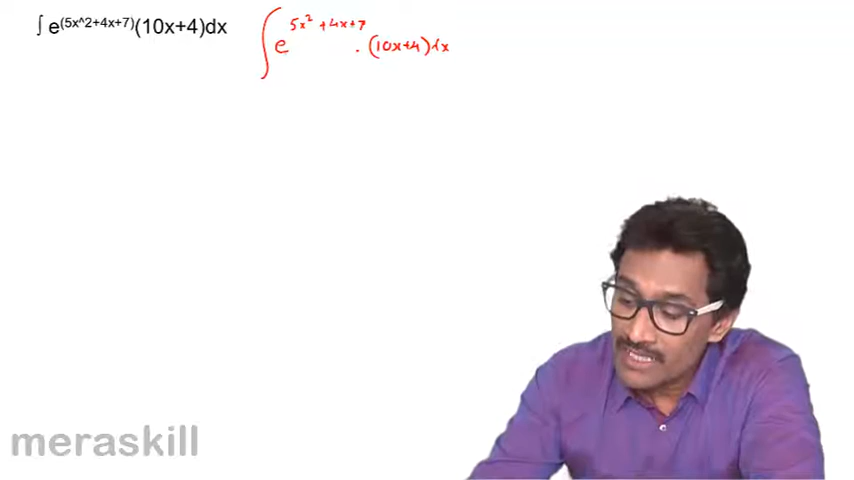 ∫ e^(5x^2+4x+7)(10x+4)dx
∫ e^5x²+4x+7 . (10x+4)dx
meraskill